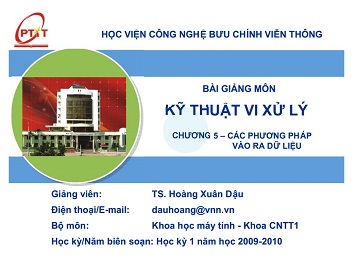 PT T
HỌC VIỆN CÔNG NGHỆ BƯU CHÍNH VIỄN THÔNG
BÀI GIẢNG MÔN
KỸ THUẬT VI XỬ LÝ
CHƯƠNG 5 – CÁC PHƯƠNG PHÁP
VÀO RA DỮ LIỆU
Giảng viên: TS. Hoàng Xuân Dậu
Điện thoại/E-mail: dauhoang@vnn.vn
Bộ môn: Khoa học máy tính - Khoa CNTT1
Học kỳ/Năm biên soạn: Học kỳ 1 năm học 2009-2010